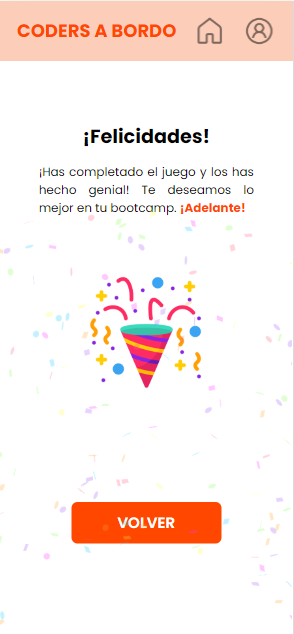 CODERS A BORDO
¡Felicidades!
¡Has completado el juego y los has
hecho genial! Te deseamos lo
mejor en tu bootcamp. ¡Adelante!
VOLVER